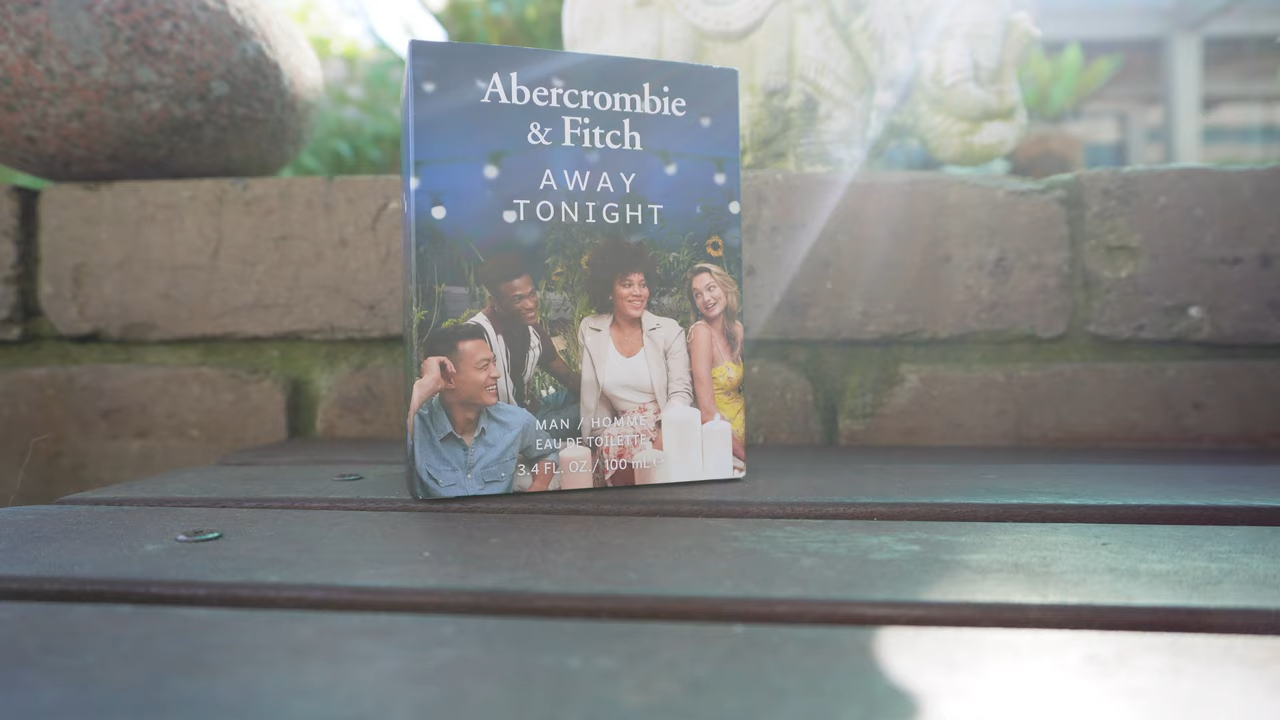 Abercrombie
& Fitch
AWAY
TONIGHT
MAN / HOMME
EAU DE TOILETTE
3.4 FL. OZ./ 100 mL ℮